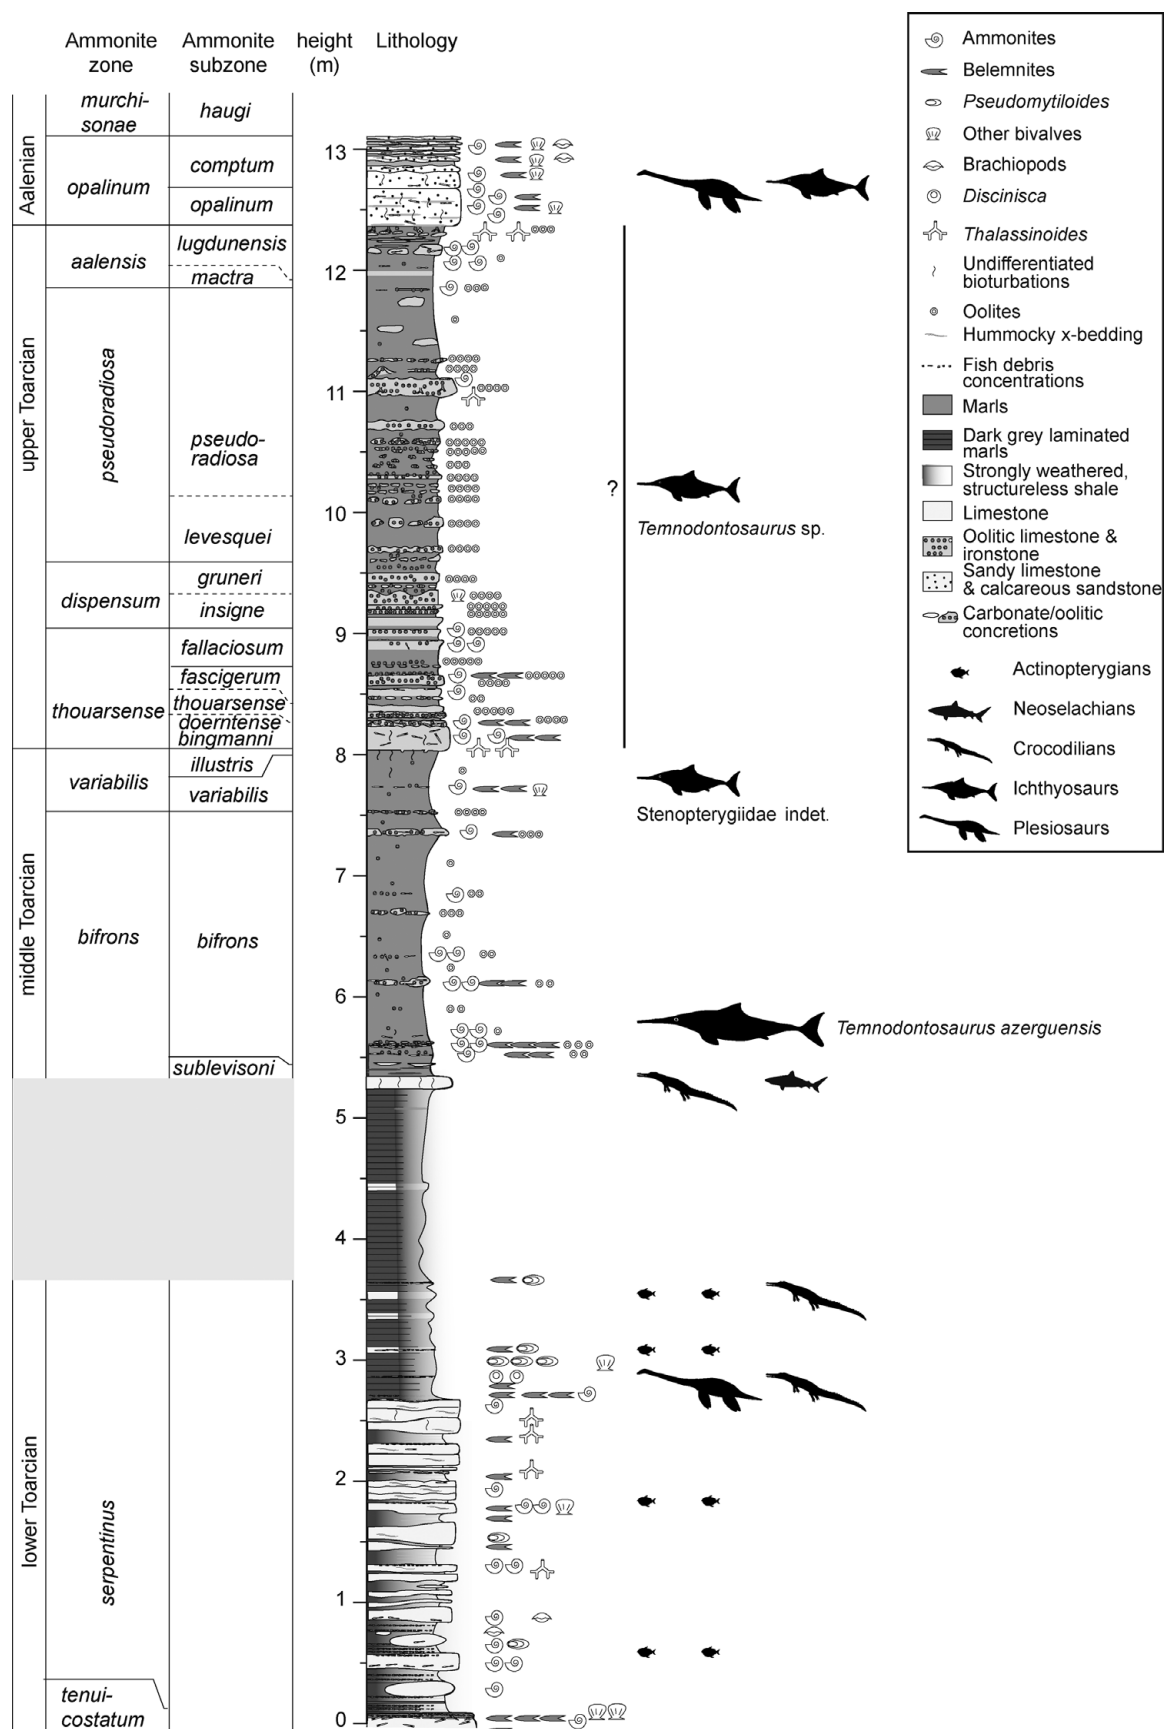 Ammonite zone
Ammonite subzone
height (m)
Lithology
Aalenian
upper Toarcian
middle Toarcian
lower Toarcian
murchi-
sonae
haugi
opalinum
comptum
opalinum
aalensis
lugdunensis
mactra
pseudoradiosa
pseudo-
radiosa
levesquei
dispensum
gruneri
insigne
thouarsense
fallaciosum
fascigerum
thouarsense
doerntense
bingmanni
variabilis
illustris
variabilis
bifrons
bifrons
sublevisoni
serpentinus
tenui-
costatum
13
12
11
10
9
8
7
6
5
4
3
2
1
0
?
Temnodontosaurus sp.
Stenopterygiidae indet.
Temnodontosaurus azerguensis
Ammonites
Belemnites
Pseudomytiloides
Other bivalves
Brachiopods
Discinisca
Thalassinoides
Undifferentiated
bioturbations
Oolites
Hummocky x-bedding
Fish debris
concentrations
Marls
Dark grey laminated
marls
Strongly weathered,
structureless shale
Limestone
Oolitic limestone &
ironstone
Sandy limestone
& calcareous sandstone
Carbonate/oolitic
concretions
Actinopterygians
Neoselachians
Crocodilians
Ichthyosaurs
Plesiosaurs